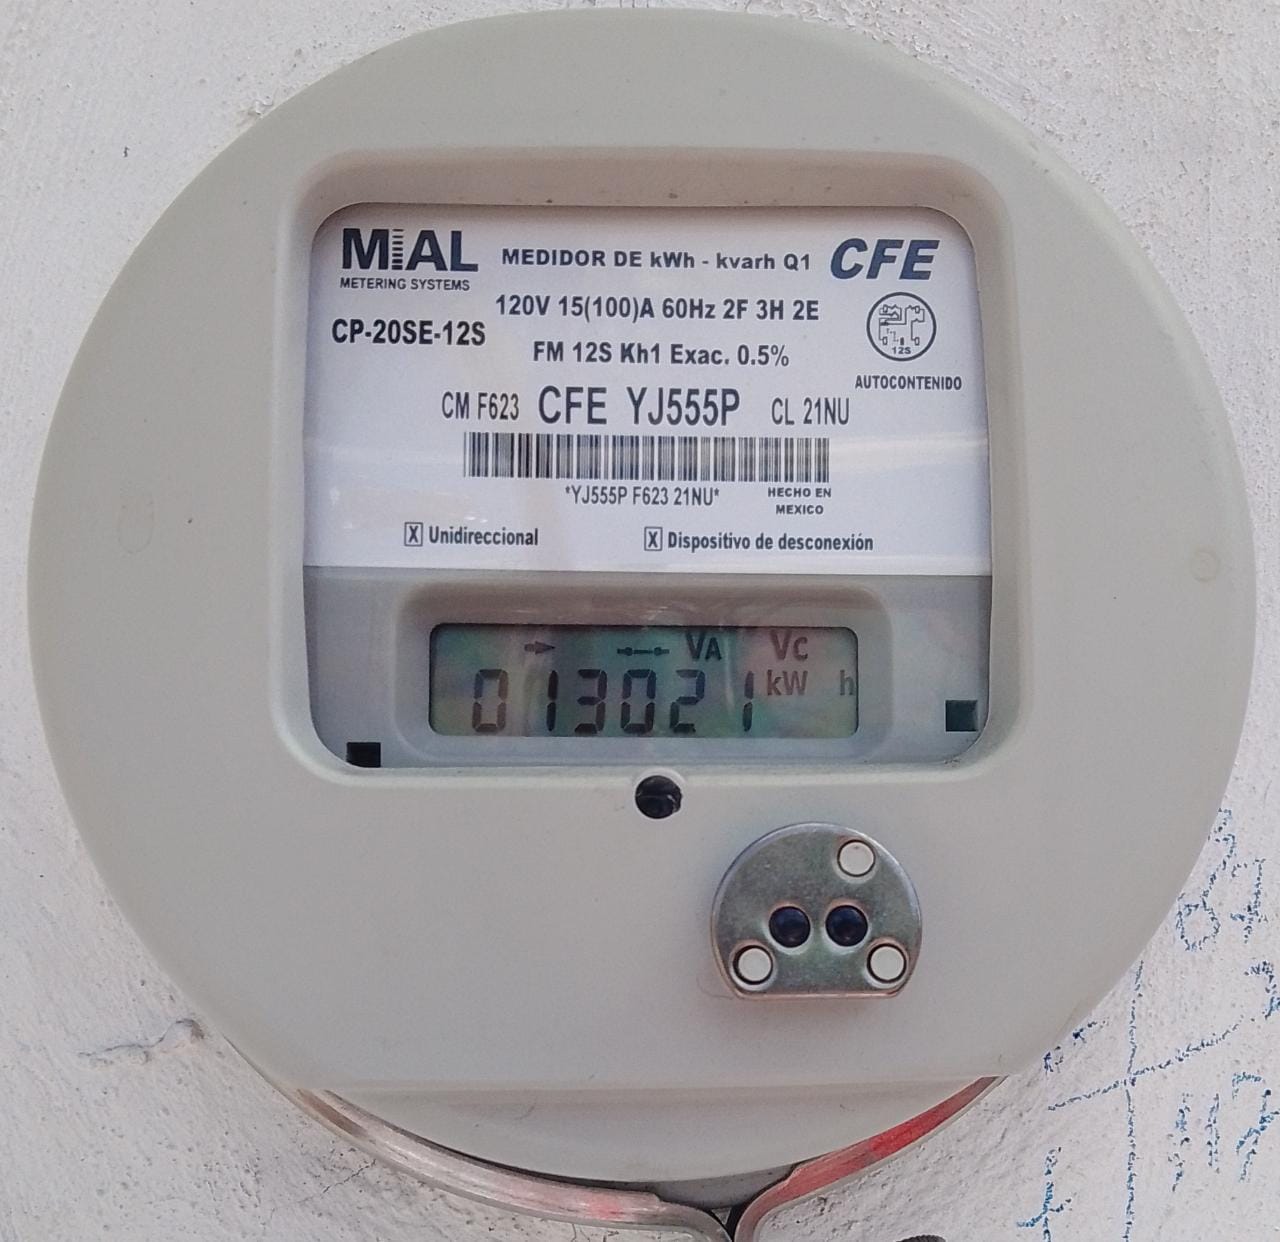 MIAL
METERING SYSTEMS
MEDIDOR DE kWh - kvarh Q1
CFE
120V 15(100)A 60Hz 2F 3H 2E
CP-20SE-12S
FM 12S Kh1 Exac. 0.5%
12S
AUTOCONTENIDO
CM F623 CFE YJ555P CL 21NU
*YJ555P F623 21NU*
HECHO EN
MEXICO
X Unidireccional
X Dispositivo de desconexión
VA VC
013021 kW h